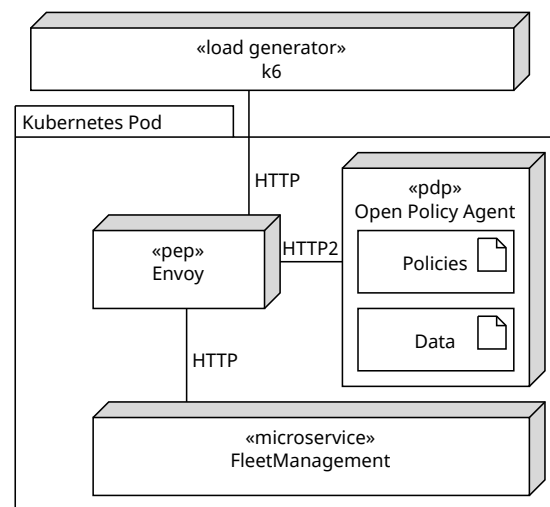 «load generator»
k6
Kubernetes Pod
HTTP
«pdp»
Open Policy Agent
«pep»
Envoy
HTTP2
Policies
Data
HTTP
«microservice»
FleetManagement